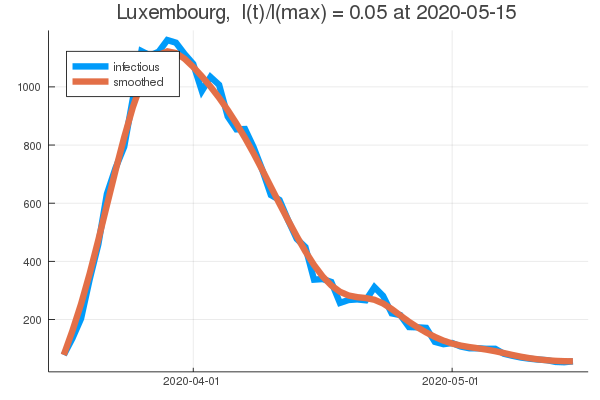 Luxembourg, I(t)/I(max) = 0.05 at 2020-05-15
infectious
smoothed
1000
800
600
400
200
2020-04-01
2020-05-01